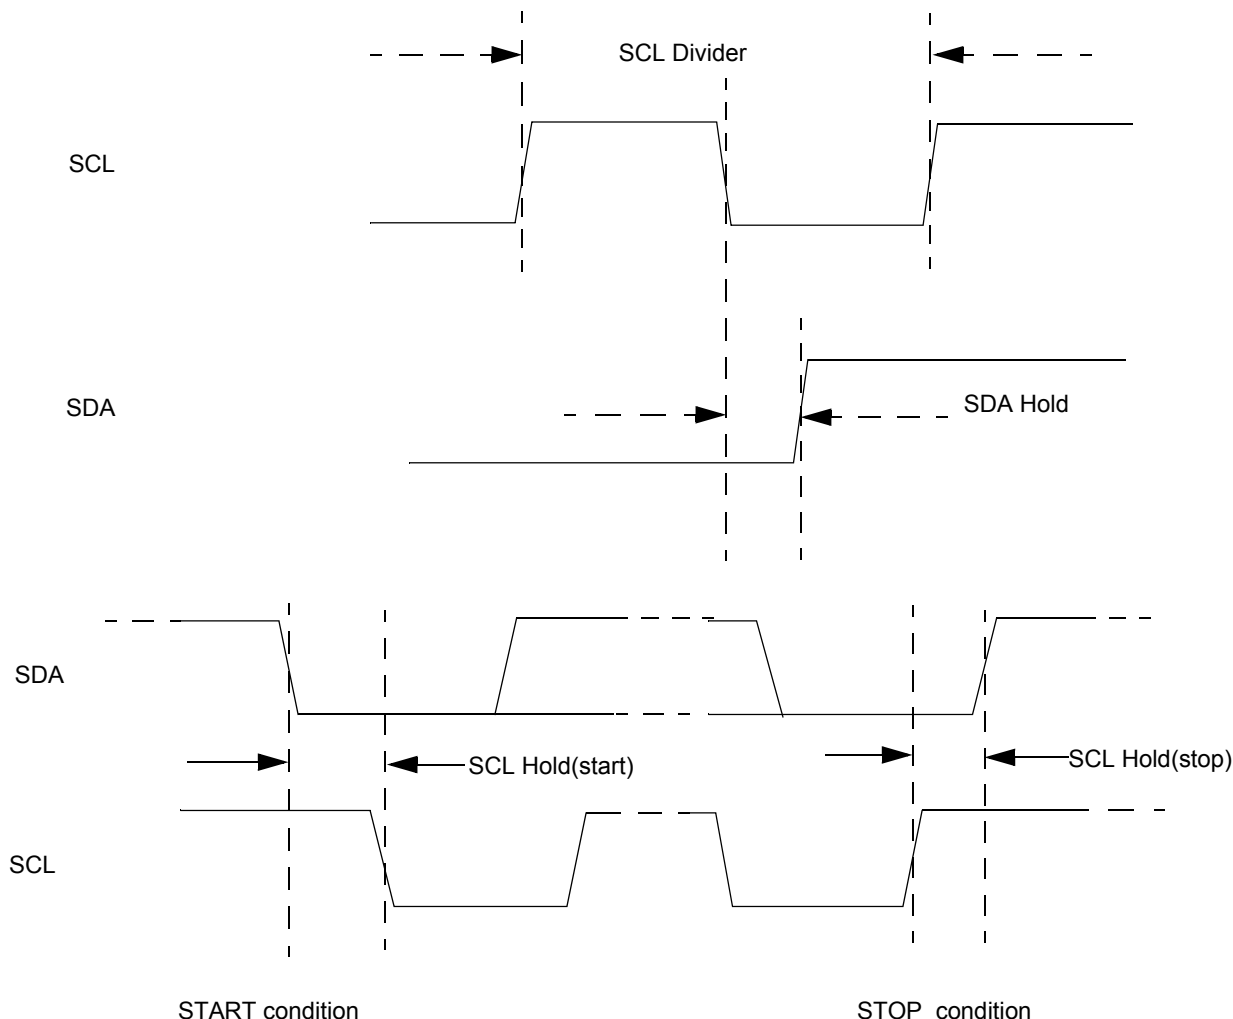 SCL Divider
SCL
SDA
SDA Hold
SDA
SCL Hold(start)
SCL Hold(stop)
SCL
START condition
STOP condition